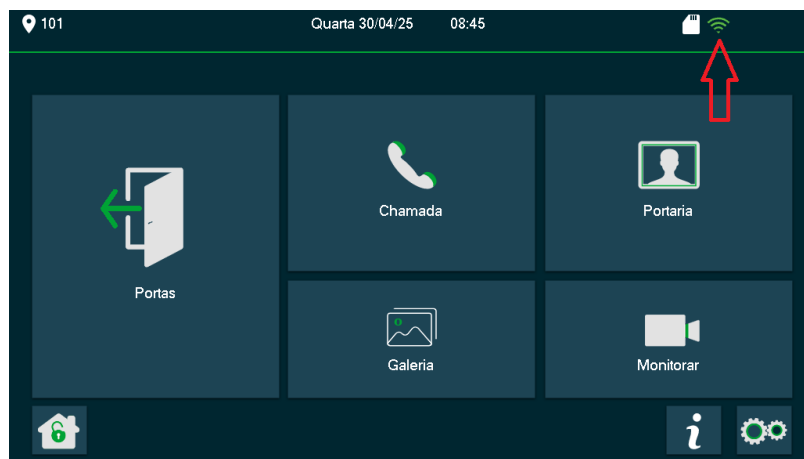 101
Quarta 30/04/25 08:45
Chamada
Portaria
Portas
Galeria
Monitorar
i